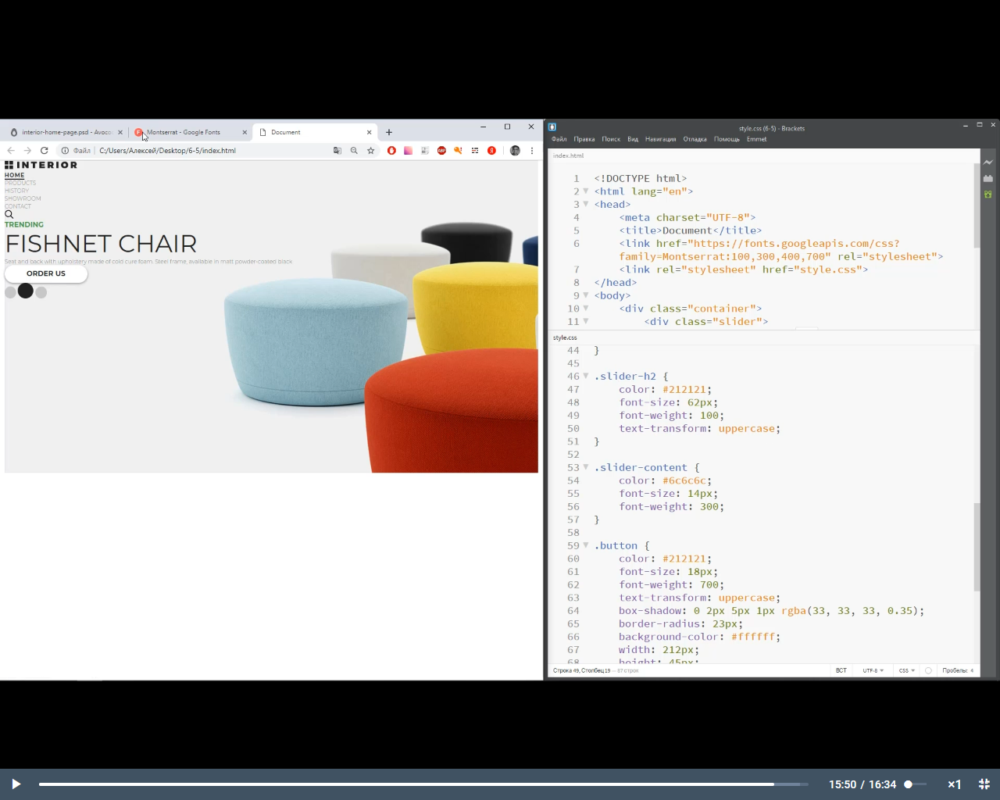 interior-home-page.psd - Avoco
Montserrat - Google Fonts
Document
Файл
C:/Users/Алексей/Desktop/6-5/index.html
INTERIOR
HOME
PRODUCTS
HISTORY
SHOWROOM
CONTACT
TRENDING
FISHNET CHAIR
Seat and back with upholstery made of cold cure foam. Steel frame, available in matt powder-coated black
ORDER US
style.css (6-5) - Brackets
Файл Правка Поиск Вид Навигация Отладка Помощь Emmet
index.html
1 <!DOCTYPE html>
2 <html lang="en">
3 <head>
4 <meta charset="UTF-8">
5 <title>Document</title>
6 <link href="https://fonts.googleapis.com/css?
family=Montserrat:100,300,400,700" rel="stylesheet">
7 <link rel="stylesheet" href="style.css">
8 </head>
9 <body>
10 <div class="container">
11 <div class="slider">
style.css
44 }
45
46 .slider-h2 {
47 color: #212121;
48 font-size: 62px;
49 font-weight: 100;
50 text-transform: uppercase;
51 }
52
53 .slider-content {
54 color: #6c6c6c;
55 font-size: 14px;
56 font-weight: 300;
57 }
58
59 .button {
60 color: #212121;
61 font-size: 18px;
62 font-weight: 700;
63 text-transform: uppercase;
64 box-shadow: 0 2px 5px 1px rgba(33, 33, 33, 0.35);
65 border-radius: 23px;
66 background-color: #ffffff;
67 width: 212px;
68 height: 45px;
Строка 49, Столбец 19 — 87 строк
ВСТ
UTF-8
CSS
Пробелы: 4
15:50 / 16:34
×1